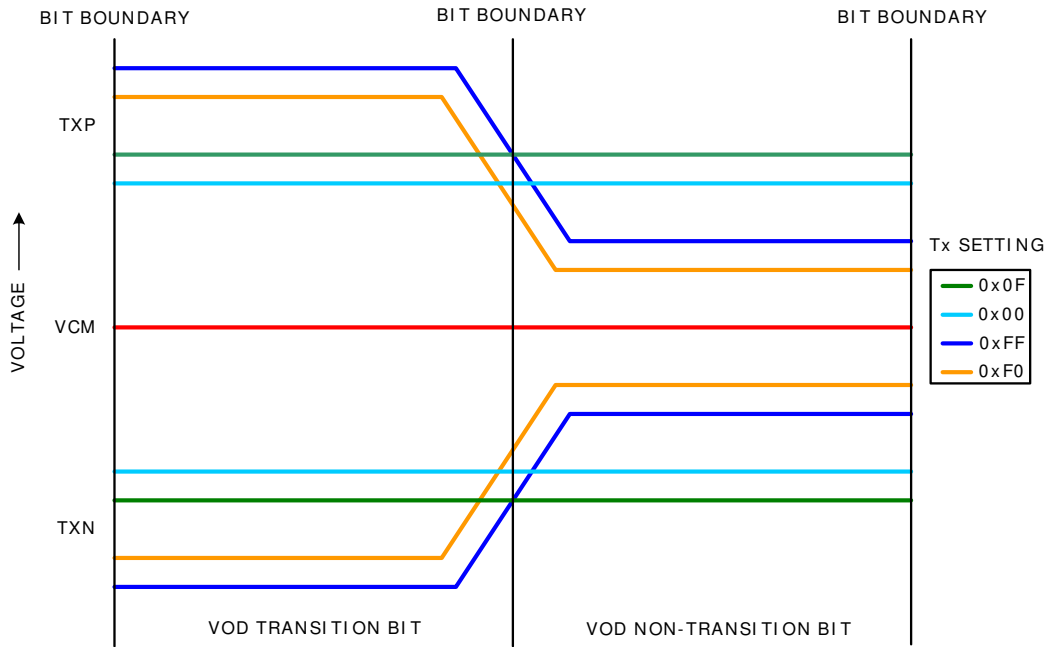 BIT BOUNDARY
BIT BOUNDARY
BIT BOUNDARY
TXP
VOLTAGE
VCM
TXN
Tx SETTING
0x0F
0x00
0xFF
0xF0
VOD TRANSITION BIT
VOD NON-TRANSITION BIT